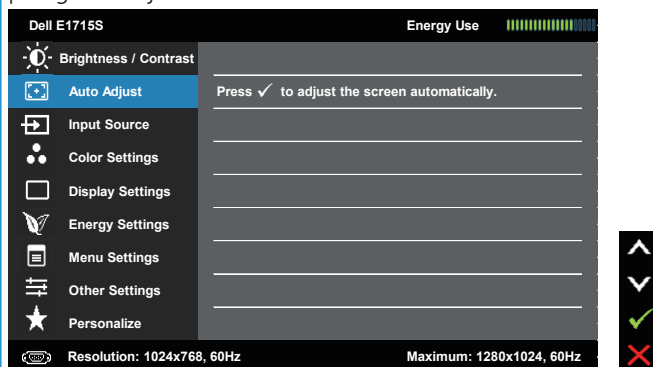 Dell E1715S Energy Use
Brightness / Contrast
Auto Adjust Press ✓ to adjust the screen automatically.
Input Source
Color Settings
Display Settings
Energy Settings
Menu Settings
Other Settings
Personalize
Resolution: 1024x768, 60Hz Maximum: 1280x1024, 60Hz